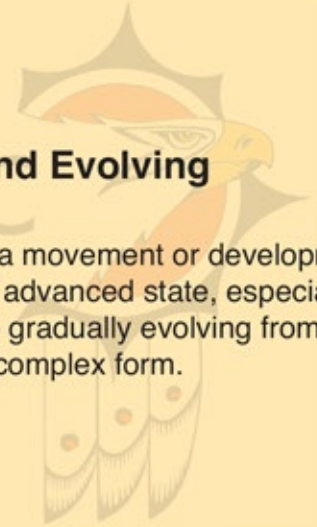 nd Evolving
a movement or developm
advanced state, especia
gradually evolving from
complex form.